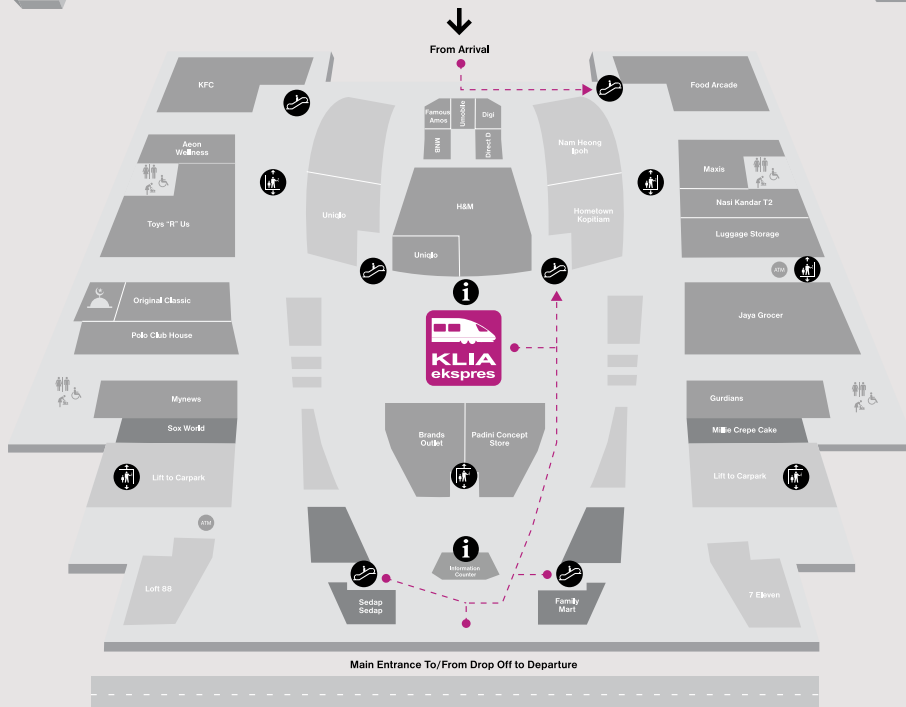 From Arrival
KFC
Food Arcade
Famous
Amos
Umobile
Digi
MNB
Direct D
Aeon
Wellness
Nam Heong
Ipoh
Maxis
Nasi Kandar T2
Toys "R" Us
Uniqlo
H&M
Hometown
Kopitiam
Luggage Storage
Uniqlo
ATM
Original Classic
Polo Club House
KLIA
ekspres
Jaya Grocer
Mynews
Gurdians
Sox World
Brands
Outlet
Padini Concept
Store
Millie Crepe Cake
Lift to Carpark
Lift to Carpark
ATM
Information
Counter
Loft 88
Sedap
Sedap
Family
Mart
7 Eleven
Main Entrance To/From Drop Off to Departure